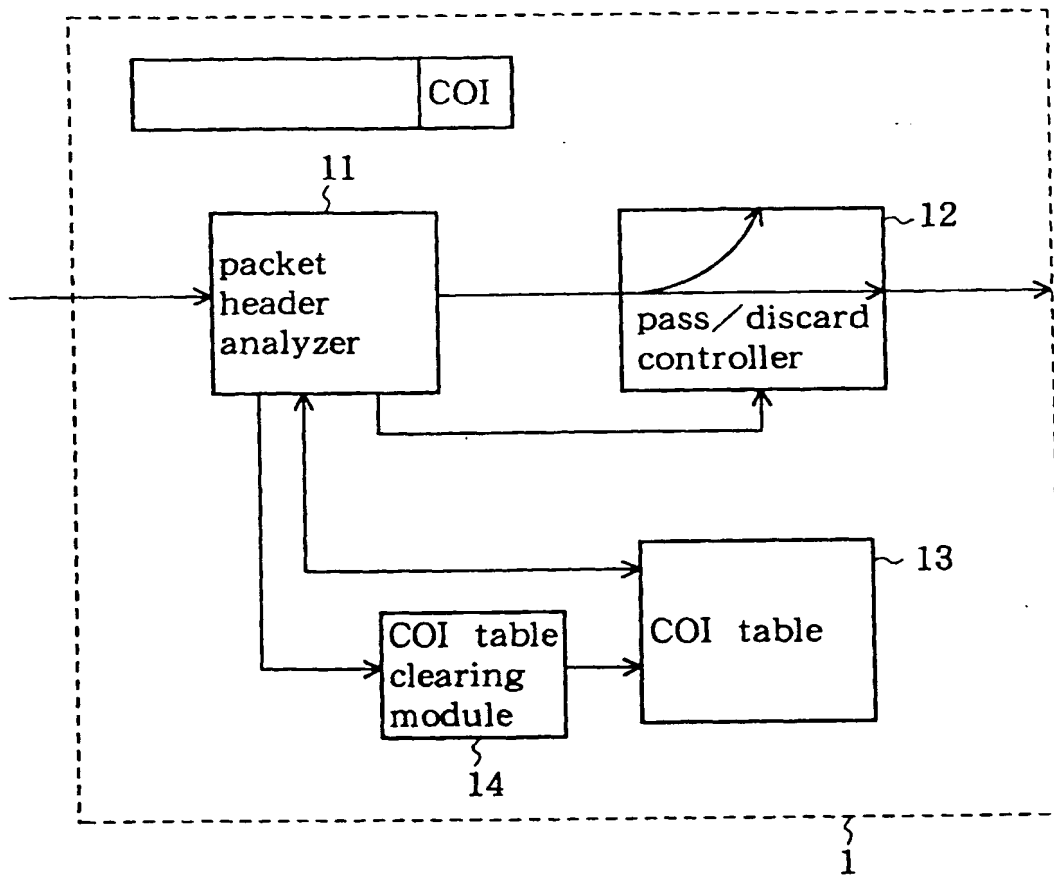 COI
11
packet
header
analyzer
12
pass/discard
controller
13
COI table
COI table
clearing
module
14
1